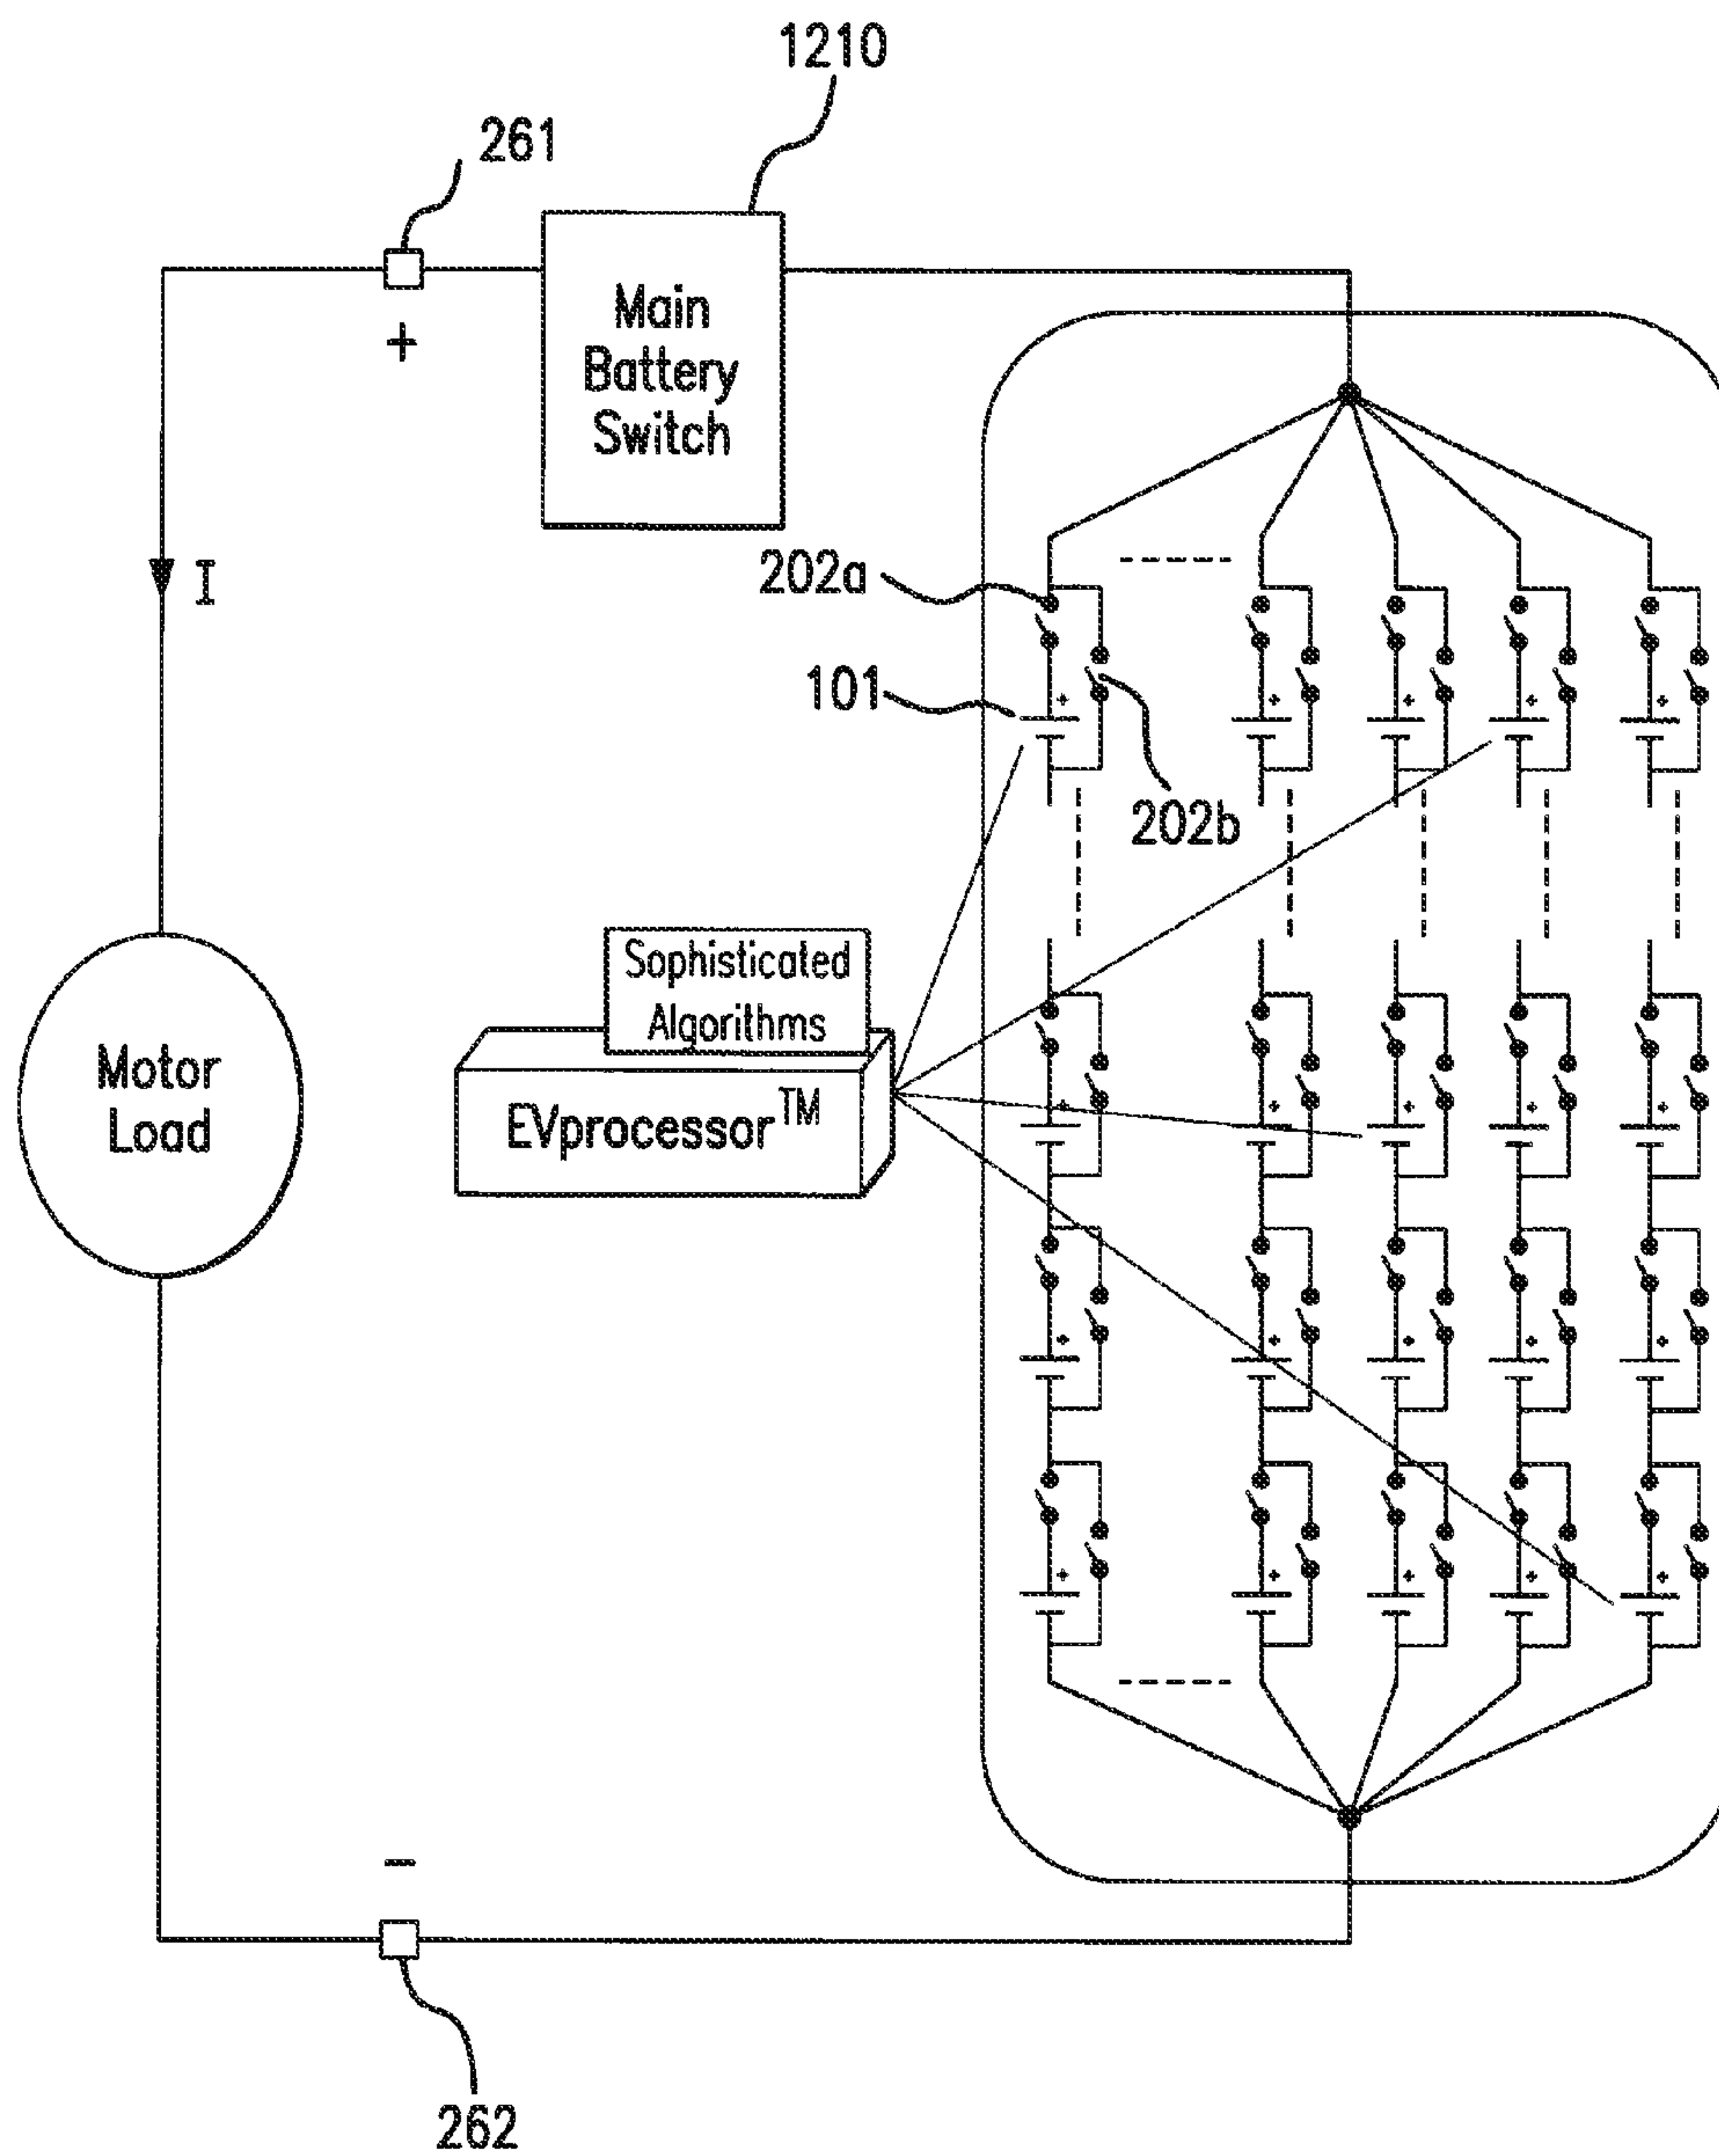 1210
261
Main
Battery
Switch
+
I
202a
101
202b
Sophisticated
Algorithms
EVprocessor™
Motor
Load
−
262